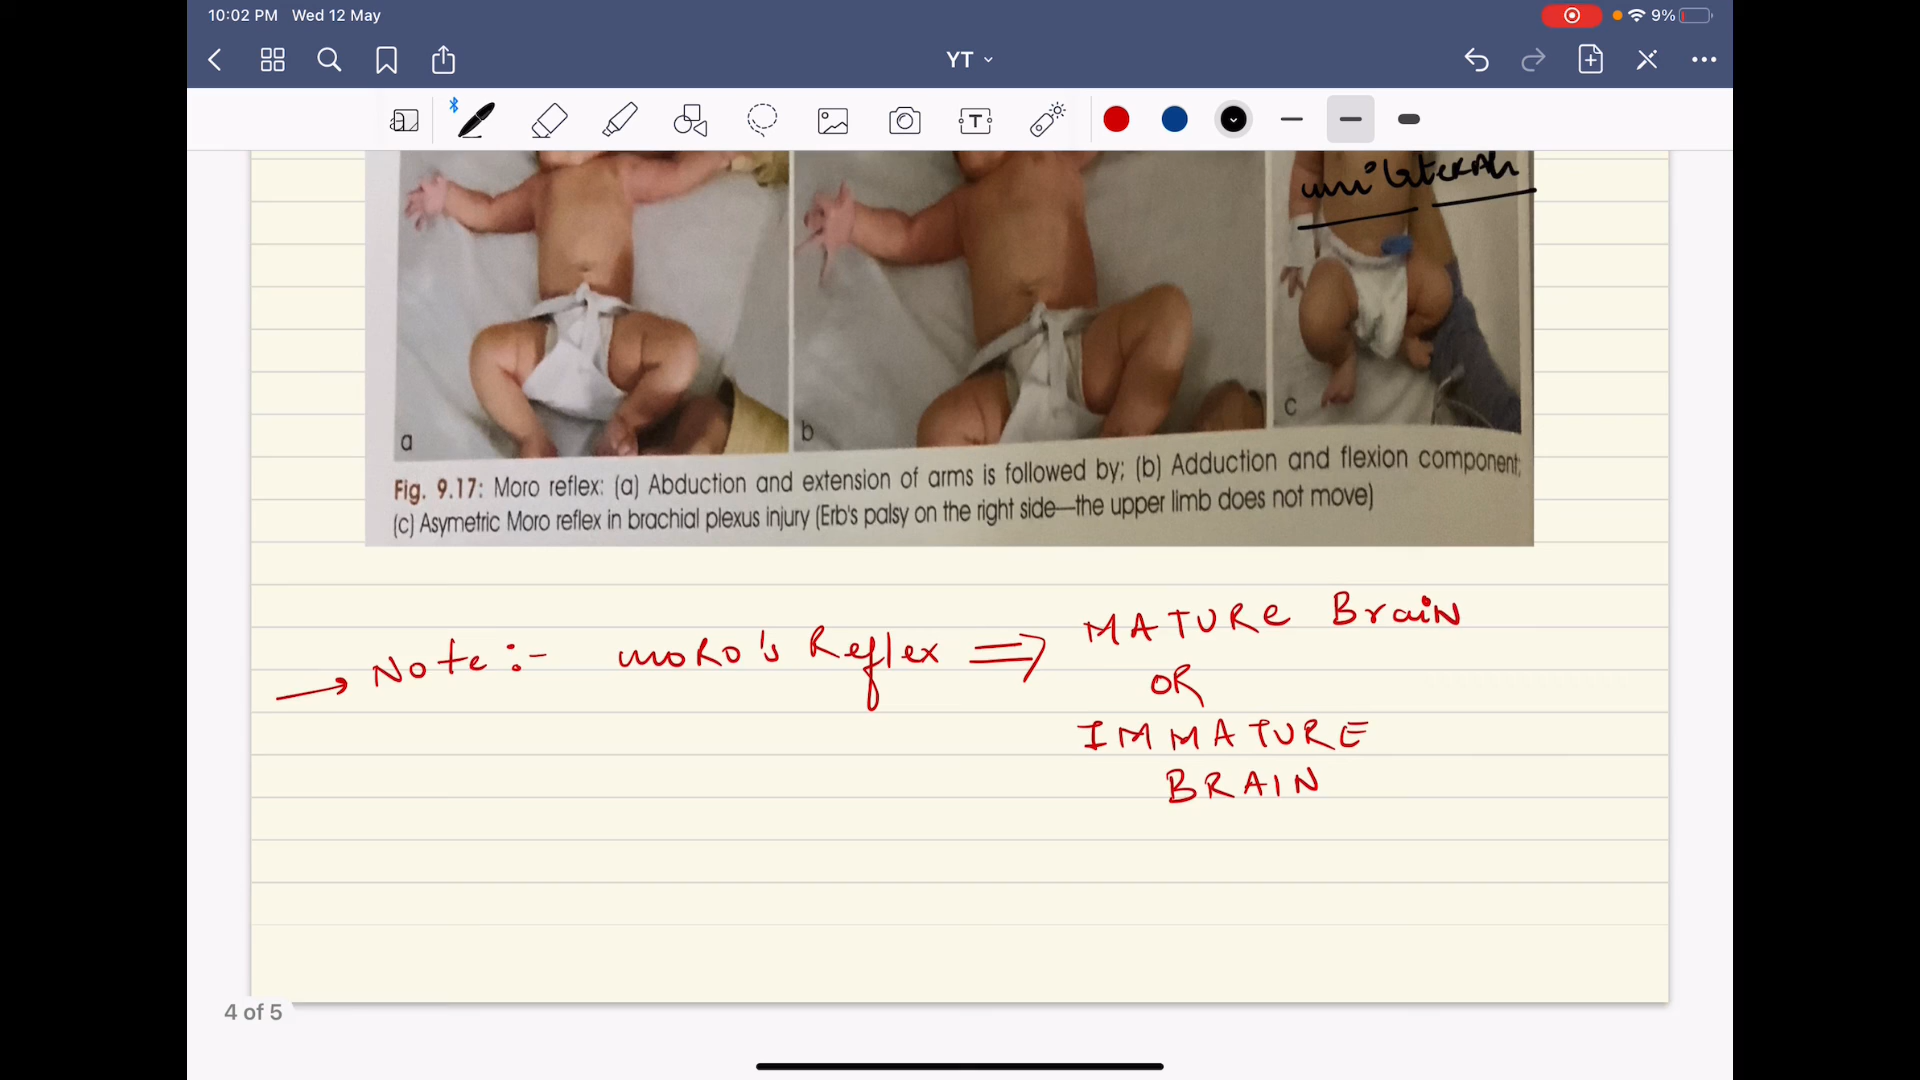 10:02 PM Wed 12 May
9%
YT
a
T
unilateral
a
b
c
Fig. 9.17: Moro reflex: (a) Abduction and extension of arms is followed by; (b) Adduction and flexion component;
(c) Asymetric Moro reflex in brachial plexus injury (Erb's palsy on the right side—the upper limb does not move)
→ Note :- moRo's Reflex ⇒ MATURe BraiN
OR
IMMATURE
BRAIN
4 of 5